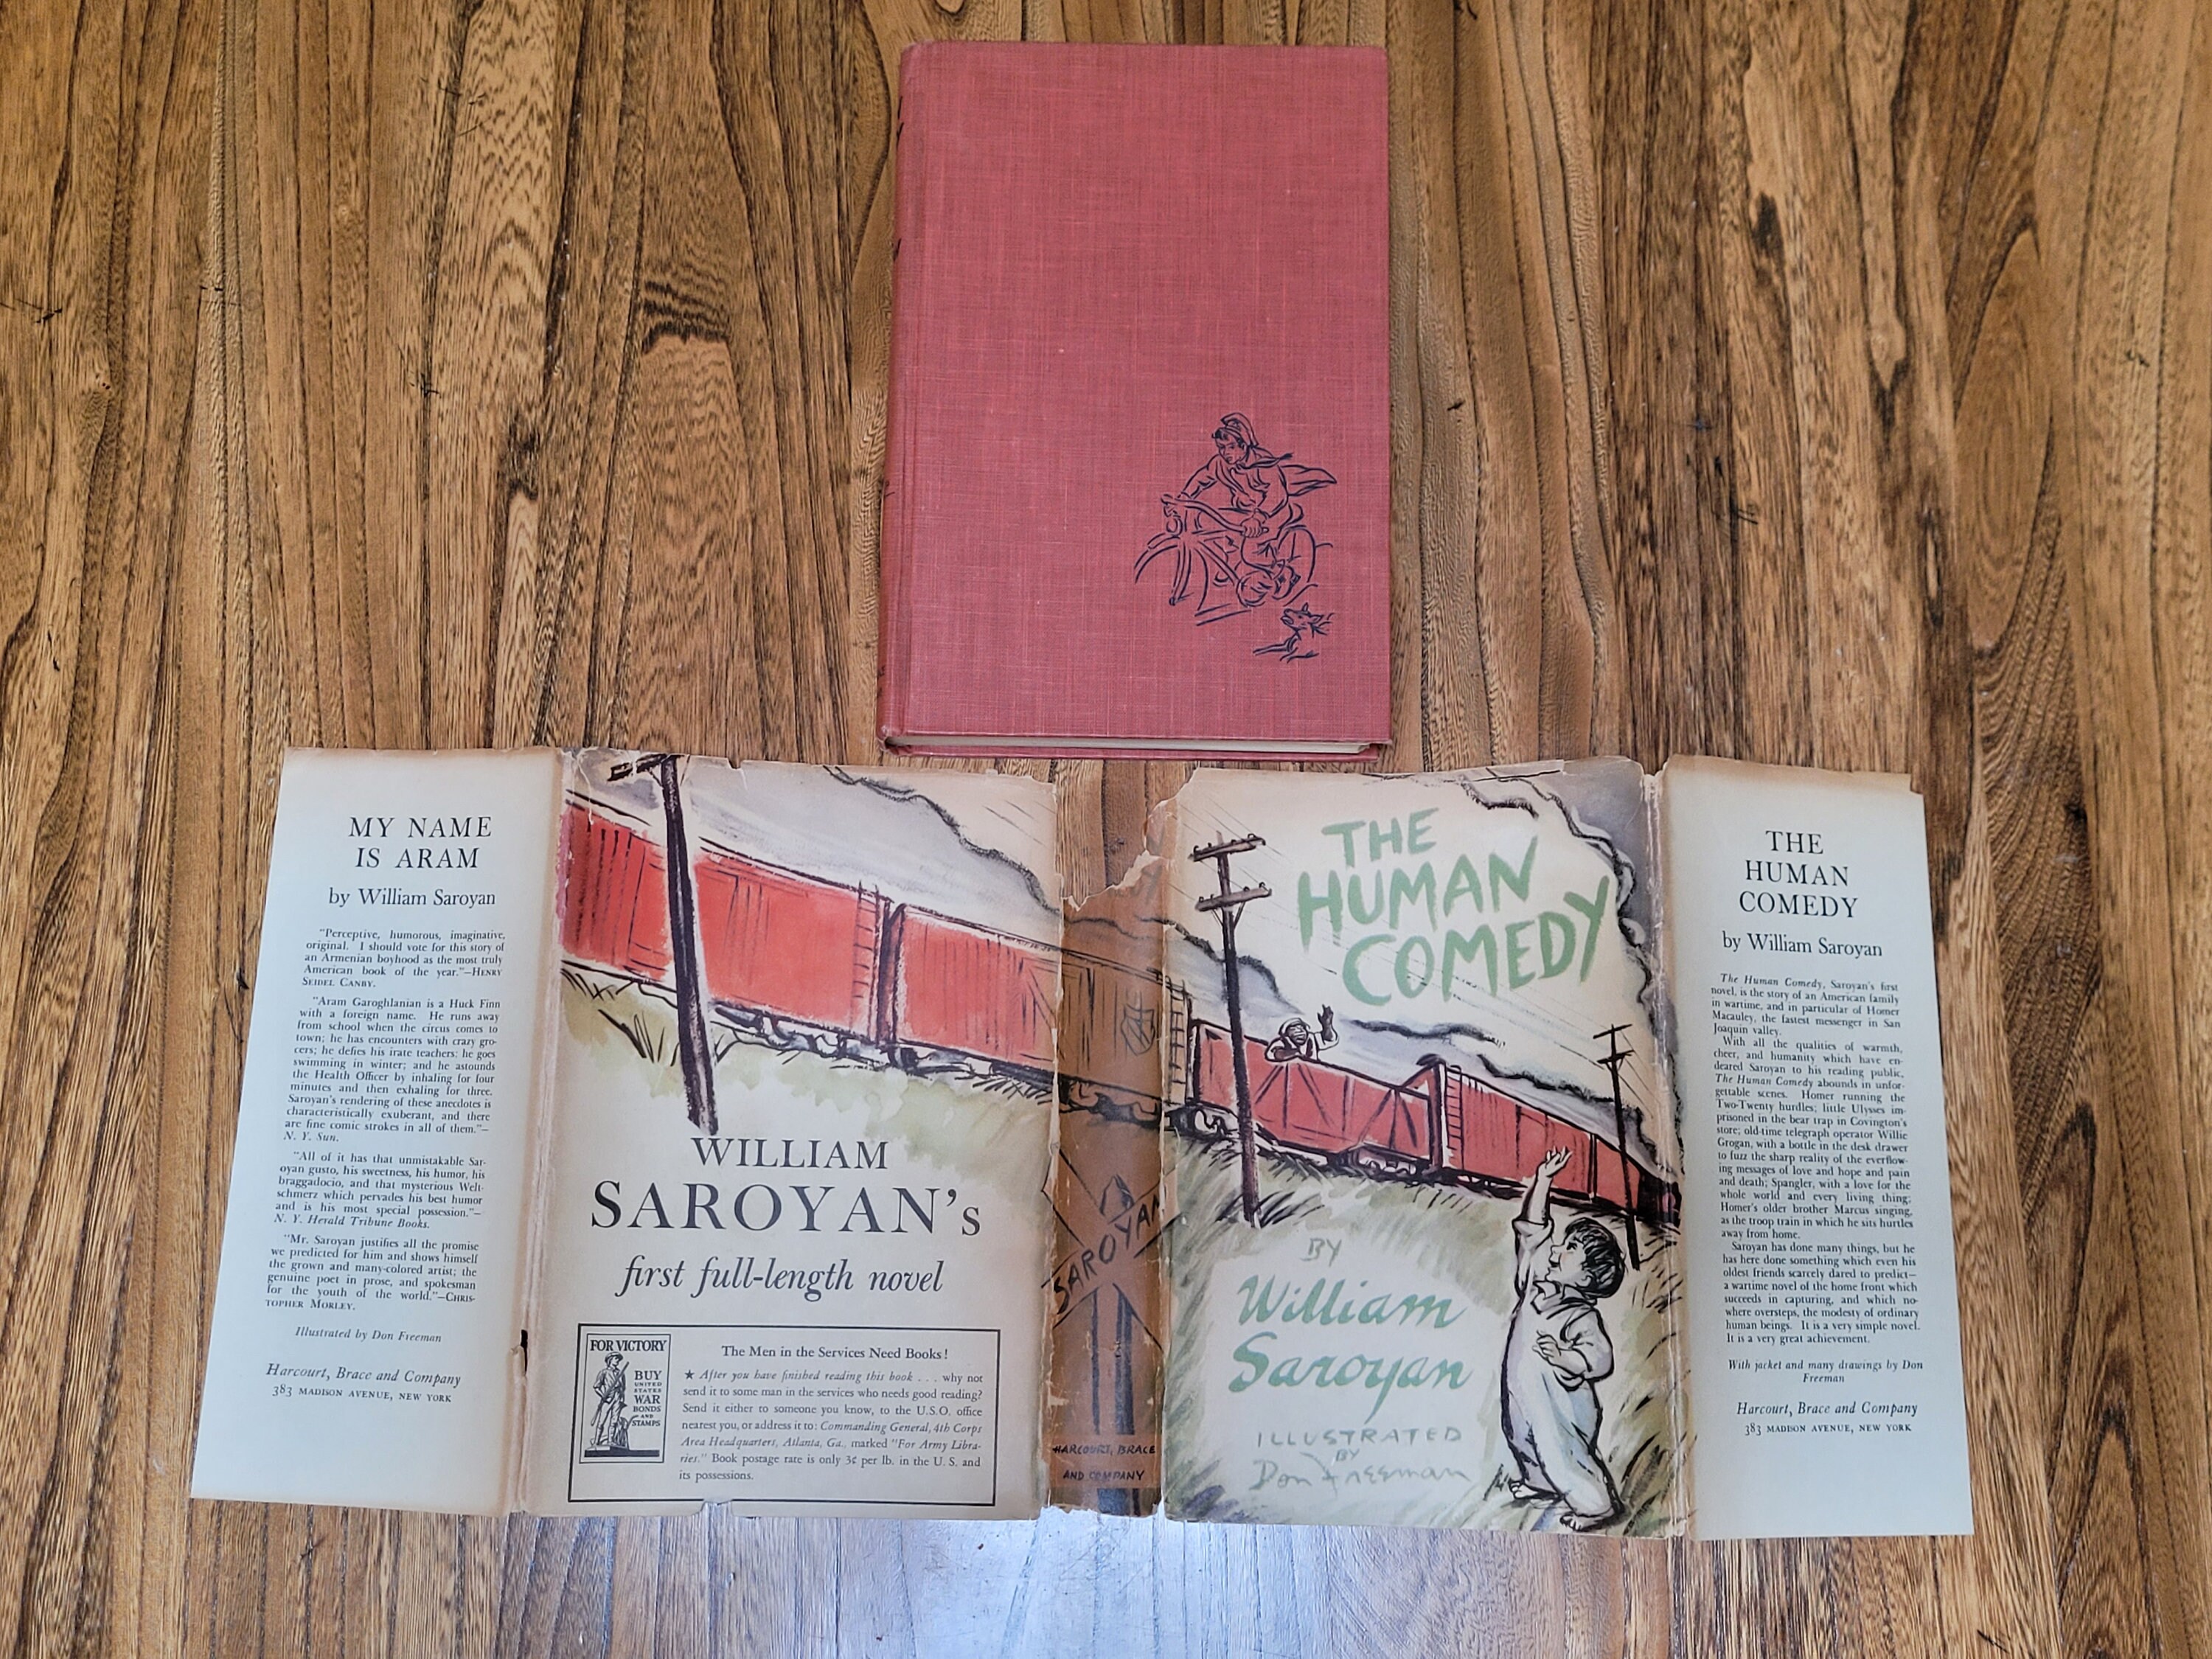 MY NAME
IS ARAM
by William Saroyan
"Perceptive, humorous, imaginative,
original. I should vote for this story of
an Armenian boyhood as the most truly
American book of the year."—HENRY
SEIDEL CANBY.
"Aram Garoghlanian is a Huck Finn
with a foreign name. He runs away
from school when the circus comes to
town; he has encounters with crazy gro-
cers; he defies his irate teachers; he goes
swimming in winter; and he astounds
the Health Officer by inhaling for four
minutes and then exhaling for three.
Saroyan's rendering of these anecdotes is
characteristically exuberant, and there
are fine comic strokes in all of them."—
N. Y. Sun.
"All of it has that unmistakable Sar-
oyan gusto, his sweetness, his humor, his
braggadocio, and that mysterious Welt-
schmerz which pervades his best humor
and is his most special possession."—
N. Y. Herald Tribune Books.
"Mr. Saroyan justifies all the promise
we predicted for him and shows himself
the grown and many-colored artist; the
genuine poet in prose, and spokesman
for the youth of the world."—CHRIS-
TOPHER MORLEY.
Illustrated by Don Freeman
Harcourt, Brace and Company
383 MADISON AVENUE, NEW YORK
WILLIAM
SAROYAN's
first full-length novel
FOR VICTORY
BUY
UNITED
STATES
WAR
BONDS
AND
STAMPS
The Men in the Services Need Books!
★ After you have finished reading this book . . . why not
send it to some man in the services who needs good reading?
Send it either to someone you know, to the U.S.O. office
nearest you, or address it to: Commanding General, 4th Corps
Area Headquarters, Atlanta, Ga., marked "For Army Libra-
ries." Book postage rate is only 3¢ per lb. in the U. S. and
its possessions.
SAROYAN
HARCOURT, BRACE
AND COMPANY
THE
HUMAN
COMEDY
BY
William
Saroyan
ILLUSTRATED
BY
Don Freeman
THE
HUMAN
COMEDY
by William Saroyan
The Human Comedy, Saroyan's first
novel, is the story of an American family
in wartime, and in particular of Homer
Macauley, the fastest messenger in San
Joaquin valley.
With all the qualities of warmth,
cheer, and humanity which have en-
deared Saroyan to his reading public,
The Human Comedy abounds in unfor-
gettable scenes. Homer running the
Two-Twenty hurdles; little Ulysses im-
prisoned in the bear trap in Covington's
store; old-time telegraph operator Willie
Grogan, with a bottle in the desk drawer
to fuzz the sharp reality of the everflow-
ing messages of love and hope and pain
and death; Spangler, with a love for the
whole world and every living thing;
Homer's older brother Marcus singing,
as the troop train in which he sits hurtles
away from home.
Saroyan has done many things, but he
has here done something which even his
oldest friends scarcely dared to predict—
a wartime novel of the home front which
succeeds in capturing, and which no-
where oversteps, the modesty of ordinary
human beings. It is a very simple novel.
It is a very great achievement.
With jacket and many drawings by Don
Freeman
Harcourt, Brace and Company
383 MADISON AVENUE, NEW YORK